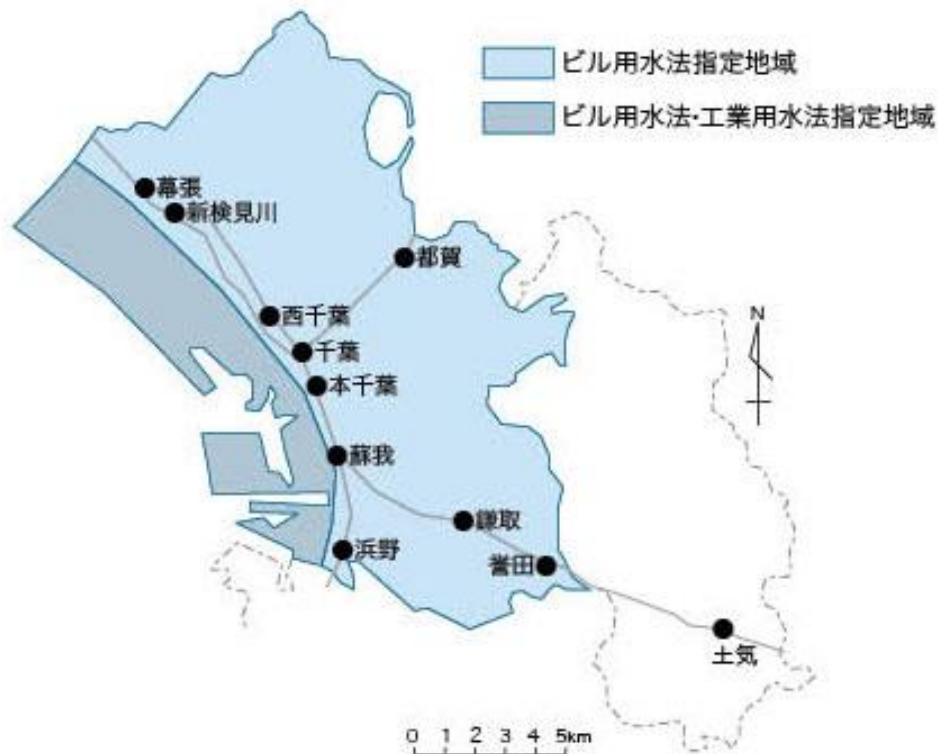 ビル用水法指定地域
ビル用水法・工業用水法指定地域
幕張
新検見川
都賀
西千葉
千葉
本千葉
蘇我
鎌取
誉田
浜野
土気
N
0 1 2 3 4 5km